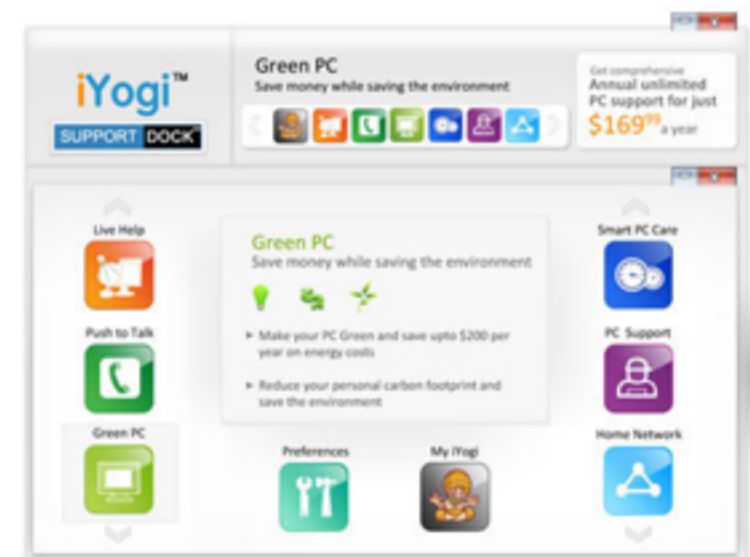 iYogi™
SUPPORT DOCK
Green PC
Save money while saving the environment
Get comprehensive
Annual unlimited
PC support for just
$169⁹⁹ a year
Live Help
Push to Talk
Green PC
Green PC
Save money while saving the environment
▸ Make your PC Green and save upto $200 per
year on energy costs
▸ Reduce your personal carbon footprint and
save the environment
Preferences
My iYogi
Smart PC Care
PC Support
Home Network